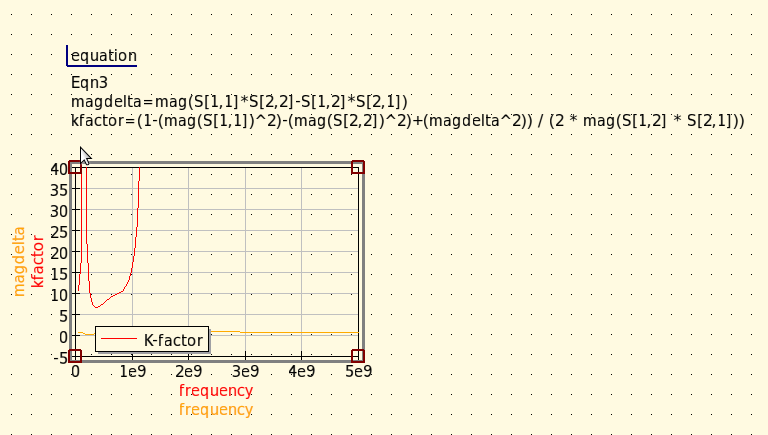 equation
Eqn3
magdelta=mag(S[1,1]*S[2,2]-S[1,2]*S[2,1])
kfactor=(1-(mag(S[1,1])^2)-(mag(S[2,2])^2)+(magdelta^2)) / (2 * mag(S[1,2] * S[2,1]))
40
35
30
25
20
15
10
5
0
-5
magdelta
kfactor
K-factor
0 1e9 2e9 3e9 4e9 5e9
frequency
frequency